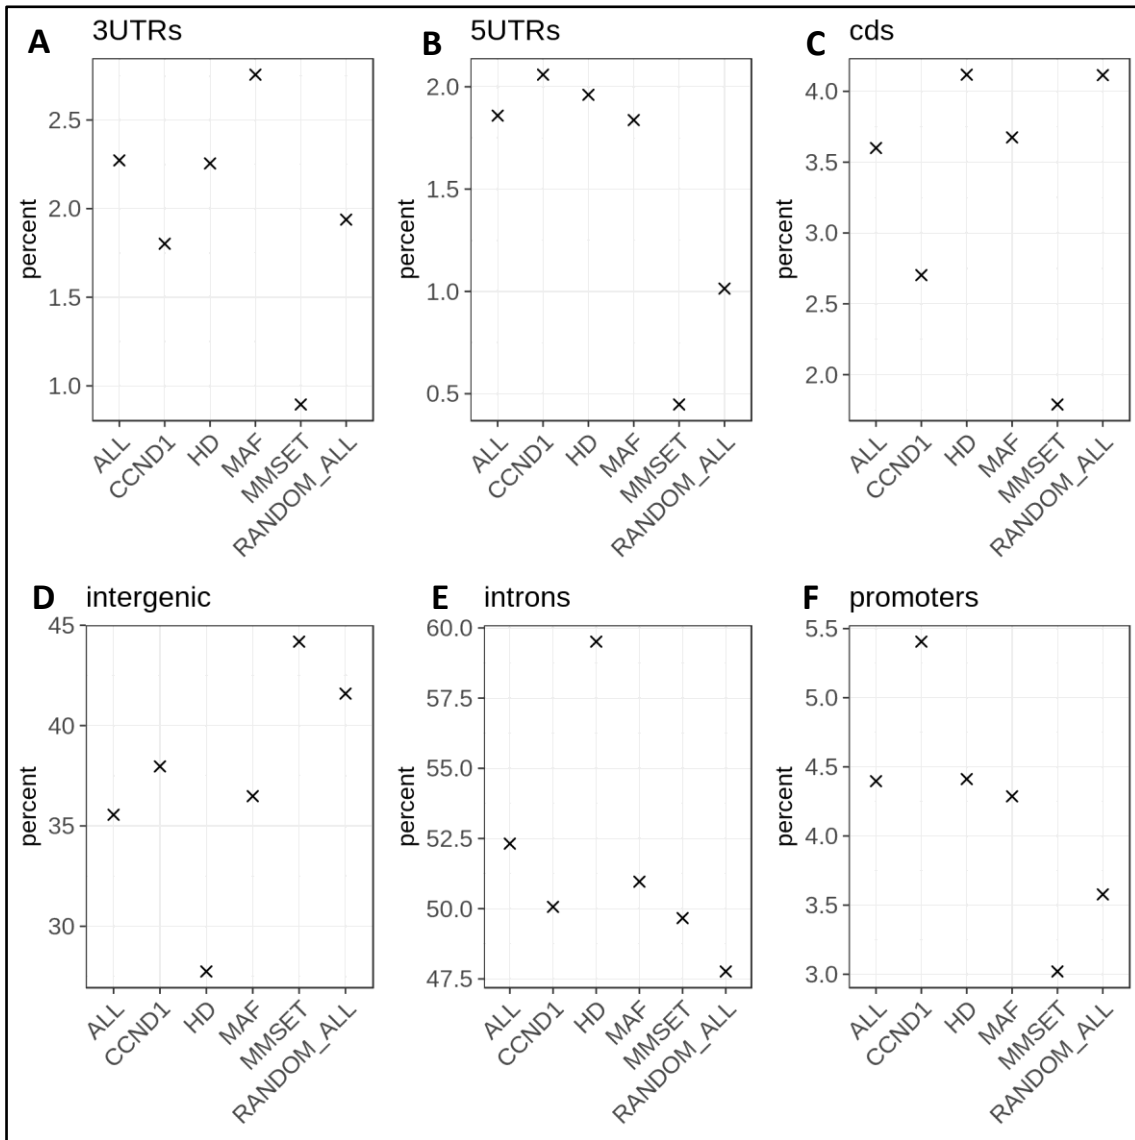 A 3UTRs
percent
2.5
2.0
1.5
1.0
ALL
CCND1
HD
MAF
MMSET
RANDOM_ALL
B 5UTRs
percent
2.0
1.5
1.0
0.5
ALL
CCND1
HD
MAF
MMSET
RANDOM_ALL
C cds
percent
4.0
3.5
3.0
2.5
2.0
ALL
CCND1
HD
MAF
MMSET
RANDOM_ALL
D intergenic
percent
45
40
35
30
ALL
CCND1
HD
MAF
MMSET
RANDOM_ALL
E introns
percent
60.0
57.5
55.0
52.5
50.0
47.5
ALL
CCND1
HD
MAF
MMSET
RANDOM_ALL
F promoters
percent
5.5
5.0
4.5
4.0
3.5
3.0
ALL
CCND1
HD
MAF
MMSET
RANDOM_ALL